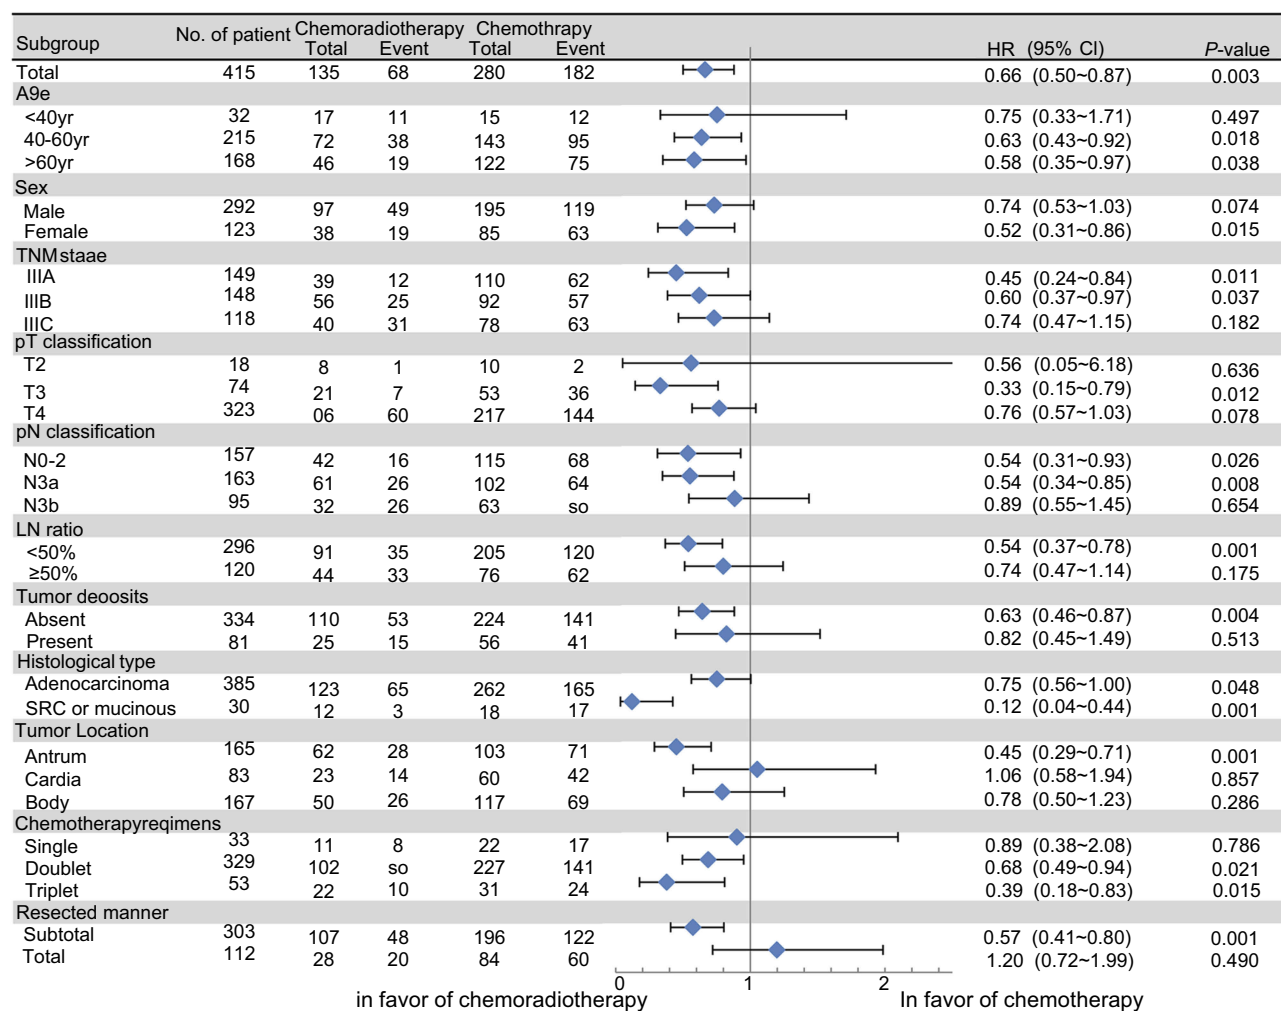 Subgroup No. of patient Chemoradiotherapy Chemothrapy HR (95% CI) P-value
Total Event Total Event
Total 415 135 68 280 182 0.66 (0.50~0.87) 0.003
A9e
<40yr 32 17 11 15 12 0.75 (0.33~1.71) 0.497
40-60yr 215 72 38 143 95 0.63 (0.43~0.92) 0.018
>60yr 168 46 19 122 75 0.58 (0.35~0.97) 0.038
Sex
Male 292 97 49 195 119 0.74 (0.53~1.03) 0.074
Female 123 38 19 85 63 0.52 (0.31~0.86) 0.015
TNMstaae
IIIA 149 39 12 110 62 0.45 (0.24~0.84) 0.011
IIIB 148 56 25 92 57 0.60 (0.37~0.97) 0.037
IIIC 118 40 31 78 63 0.74 (0.47~1.15) 0.182
pT classification
T2 18 8 1 10 2 0.56 (0.05~6.18) 0.636
T3 74 21 7 53 36 0.33 (0.15~0.79) 0.012
T4 323 06 60 217 144 0.76 (0.57~1.03) 0.078
pN classification
N0-2 157 42 16 115 68 0.54 (0.31~0.93) 0.026
N3a 163 61 26 102 64 0.54 (0.34~0.85) 0.008
N3b 95 32 26 63 so 0.89 (0.55~1.45) 0.654
LN ratio
<50% 296 91 35 205 120 0.54 (0.37~0.78) 0.001
≥50% 120 44 33 76 62 0.74 (0.47~1.14) 0.175
Tumor deoosits
Absent 334 110 53 224 141 0.63 (0.46~0.87) 0.004
Present 81 25 15 56 41 0.82 (0.45~1.49) 0.513
Histological type
Adenocarcinoma 385 123 65 262 165 0.75 (0.56~1.00) 0.048
SRC or mucinous 30 12 3 18 17 0.12 (0.04~0.44) 0.001
Tumor Location
Antrum 165 62 28 103 71 0.45 (0.29~0.71) 0.001
Cardia 83 23 14 60 42 1.06 (0.58~1.94) 0.857
Body 167 50 26 117 69 0.78 (0.50~1.23) 0.286
Chemotherapyreqimens
Single 33 11 8 22 17 0.89 (0.38~2.08) 0.786
Doublet 329 102 so 227 141 0.68 (0.49~0.94) 0.021
Triplet 53 22 10 31 24 0.39 (0.18~0.83) 0.015
Resected manner
Subtotal 303 107 48 196 122 0.57 (0.41~0.80) 0.001
Total 112 28 20 84 60 1.20 (0.72~1.99) 0.490
0 1 2
in favor of chemoradiotherapy In favor of chemotherapy